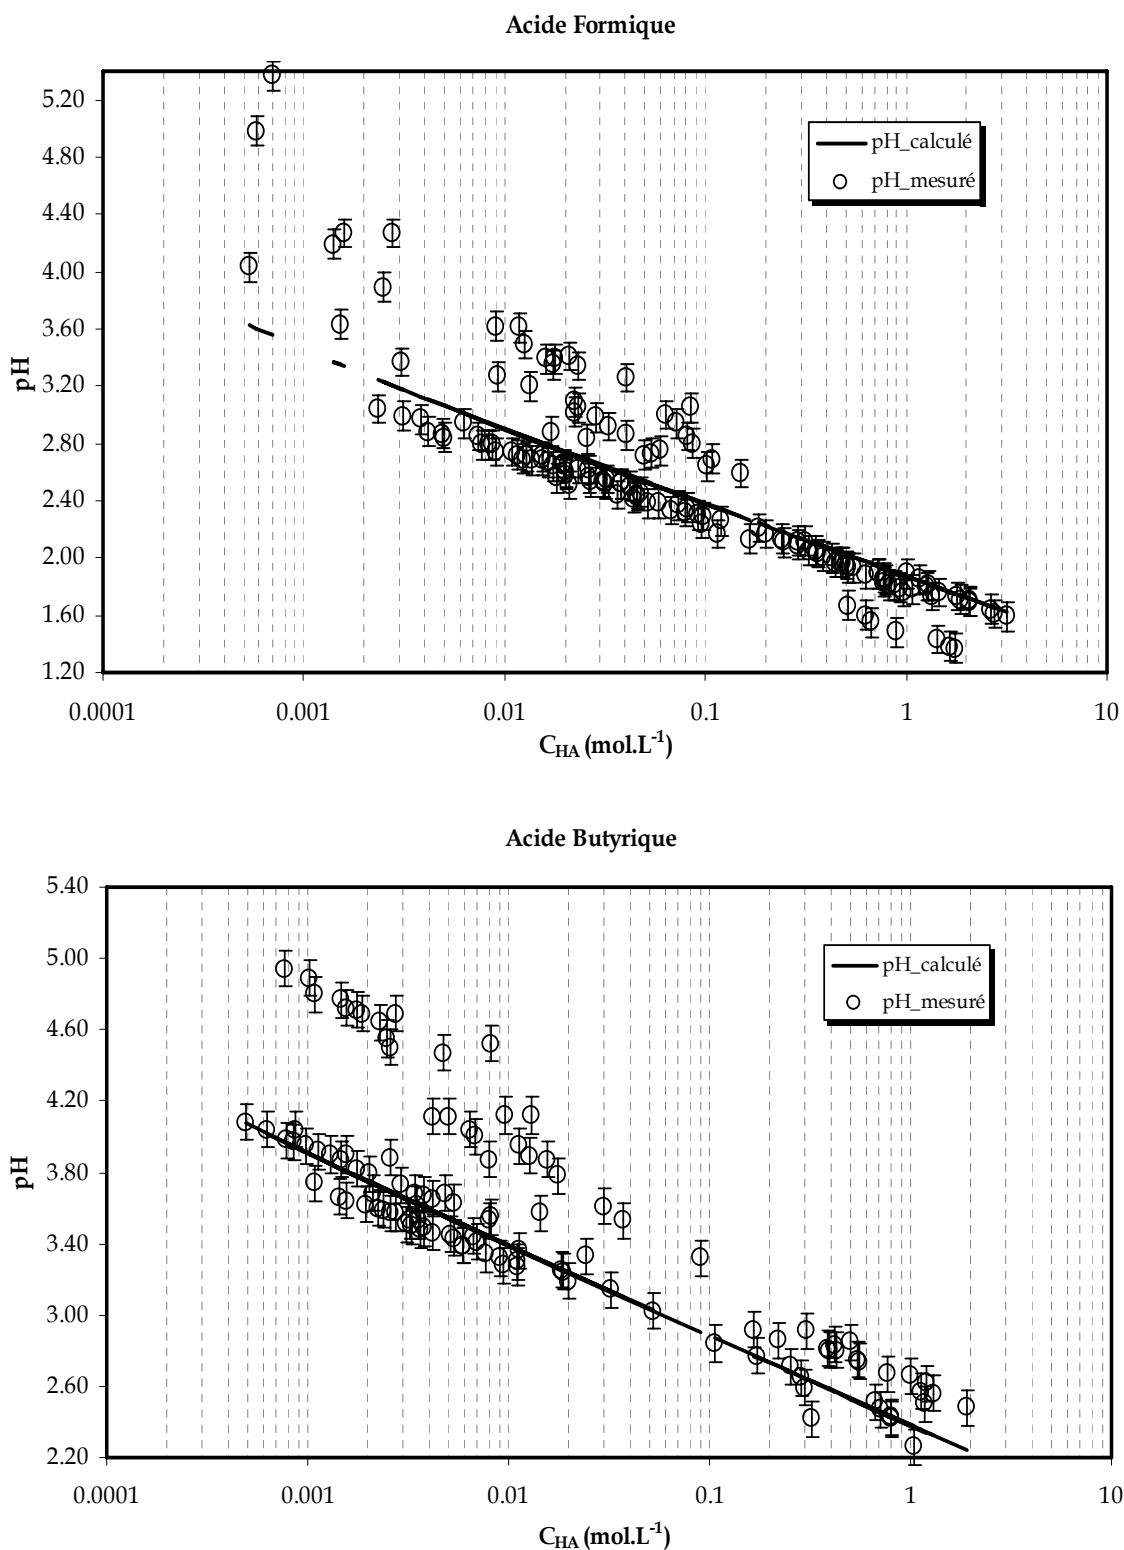 Acide Formique
5.20
4.80
4.40
4.00
3.60
3.20
2.80
2.40
2.00
1.60
1.20
pH
pH_calculé
pH_mesuré
0.0001 0.001 0.01 0.1 1 10
C_HA (mol.L⁻¹)
Acide Butyrique
5.40
5.00
4.60
4.20
3.80
3.40
3.00
2.60
2.20
pH
pH_calculé
pH_mesuré
0.0001 0.001 0.01 0.1 1 10
C_HA (mol.L⁻¹)